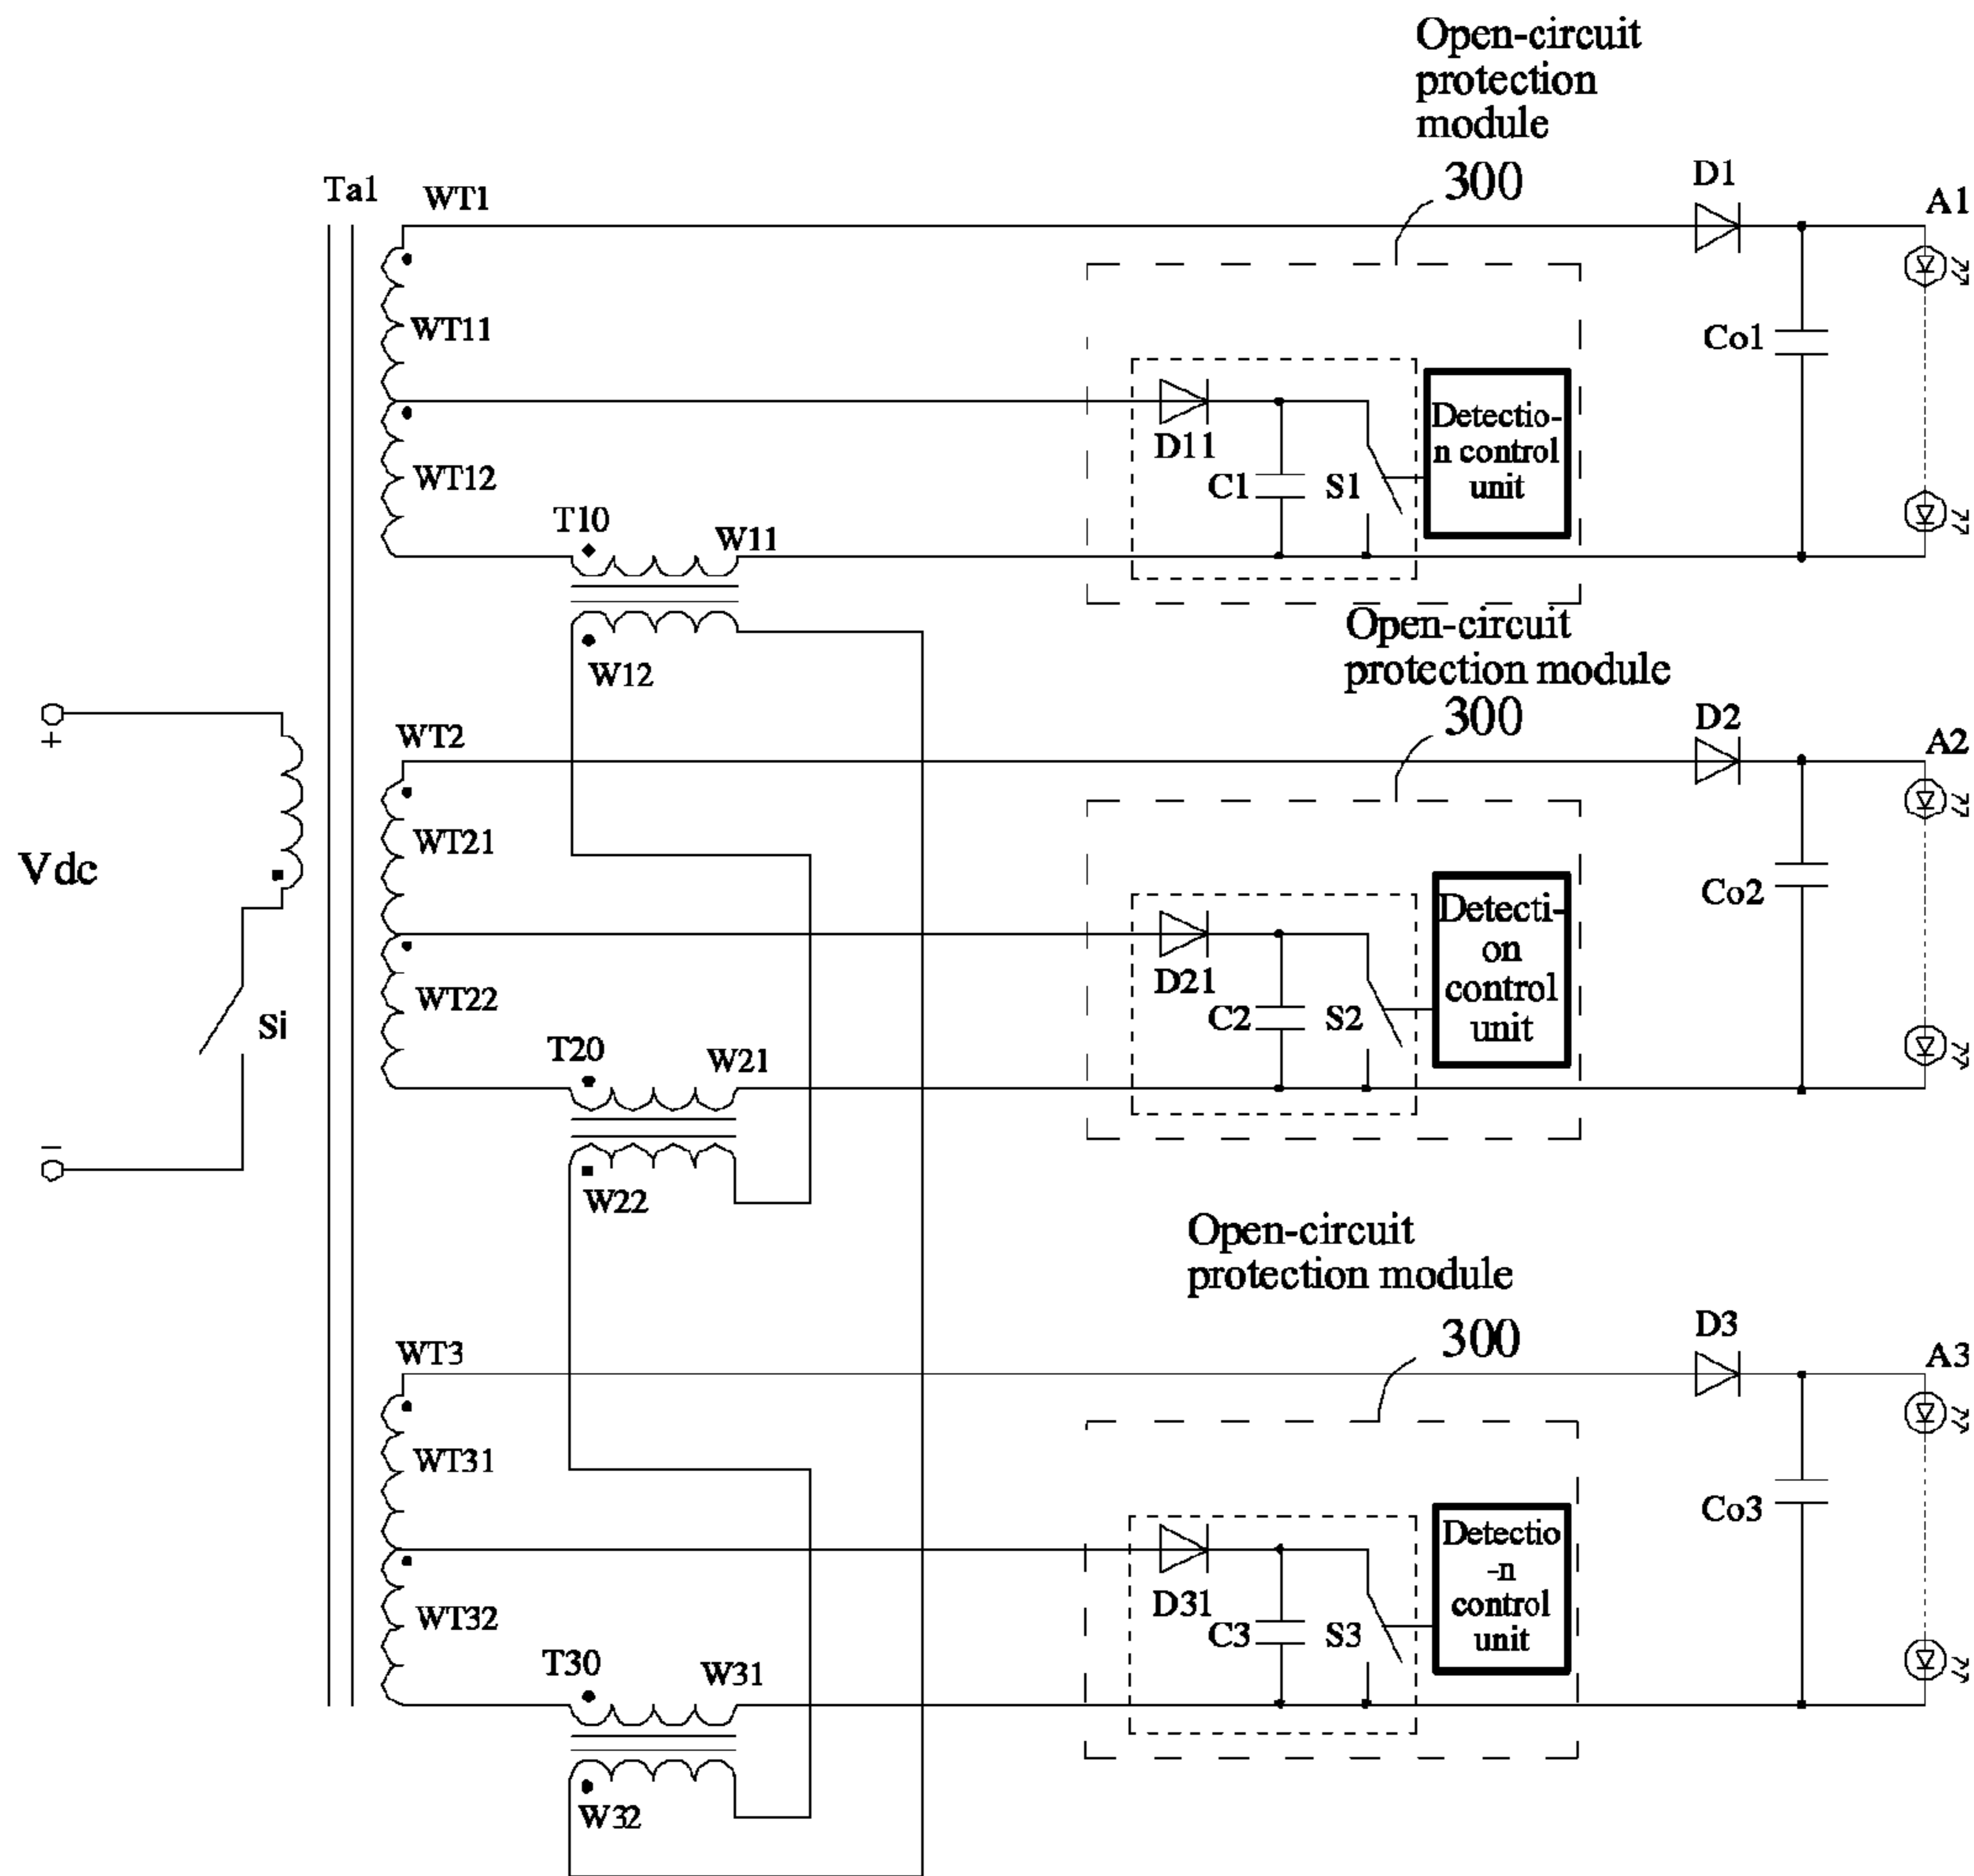 Open-circuit
protection
module
300
D1
A1
Ta1
WT1
WT11
Co1
D11
Detectio-
n control
unit
WT12
C1
S1
T10
W11
W12
Open-circuit
protection module
300
D2
A2
WT2
+
WT21
Vdc
Co2
Detecti-
on
control
unit
D21
WT22
C2
S2
Si
T20
W21
–
W22
Open-circuit
protection module
300
D3
A3
WT3
WT31
Co3
Detectio
-n
control
unit
D31
WT32
C3
S3
T30
W31
W32